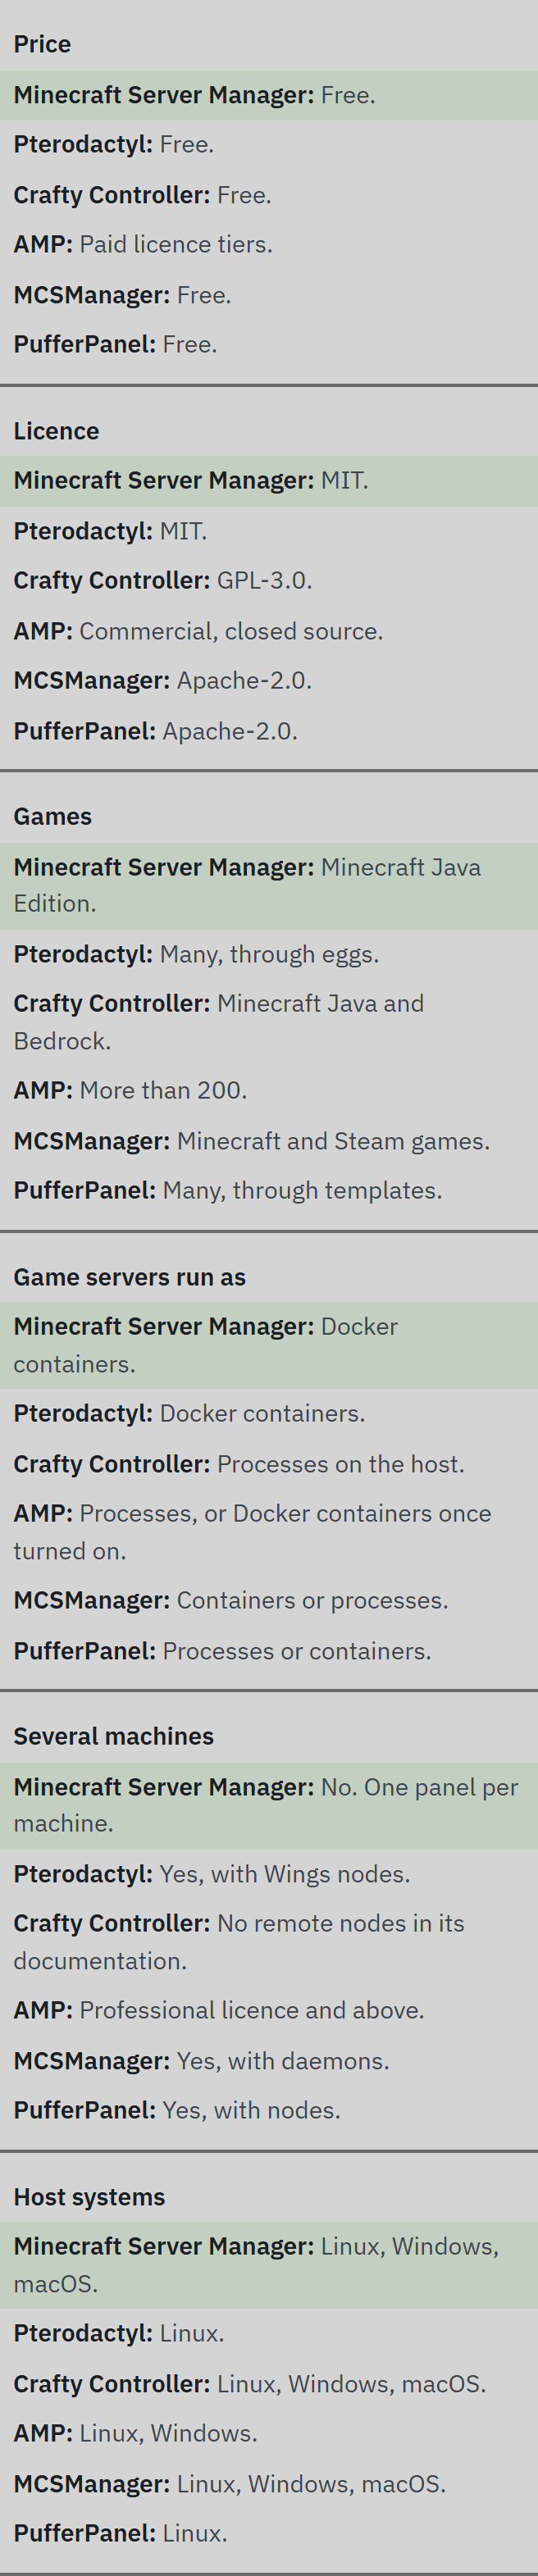 Price
Minecraft Server Manager: Free.
Pterodactyl: Free.
Crafty Controller: Free.
AMP: Paid licence tiers.
MCSManager: Free.
PufferPanel: Free.
Licence
Minecraft Server Manager: MIT.
Pterodactyl: MIT.
Crafty Controller: GPL-3.0.
AMP: Commercial, closed source.
MCSManager: Apache-2.0.
PufferPanel: Apache-2.0.
Games
Minecraft Server Manager: Minecraft Java
Edition.
Pterodactyl: Many, through eggs.
Crafty Controller: Minecraft Java and
Bedrock.
AMP: More than 200.
MCSManager: Minecraft and Steam games.
PufferPanel: Many, through templates.
Game servers run as
Minecraft Server Manager: Docker
containers.
Pterodactyl: Docker containers.
Crafty Controller: Processes on the host.
AMP: Processes, or Docker containers once
turned on.
MCSManager: Containers or processes.
PufferPanel: Processes or containers.
Several machines
Minecraft Server Manager: No. One panel per
machine.
Pterodactyl: Yes, with Wings nodes.
Crafty Controller: No remote nodes in its
documentation.
AMP: Professional licence and above.
MCSManager: Yes, with daemons.
PufferPanel: Yes, with nodes.
Host systems
Minecraft Server Manager: Linux, Windows,
macOS.
Pterodactyl: Linux.
Crafty Controller: Linux, Windows, macOS.
AMP: Linux, Windows.
MCSManager: Linux, Windows, macOS.
PufferPanel: Linux.